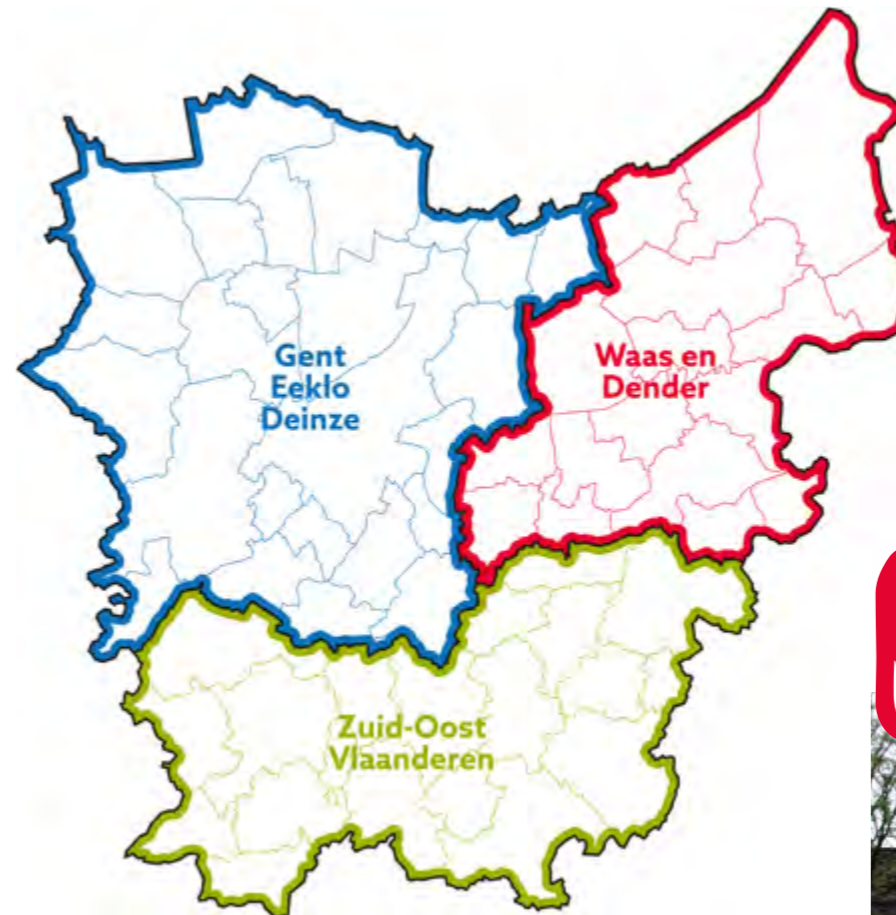 Gent
Eeklo
Deinze
Waas en
Dender
Zuid-Oost
Vlaanderen